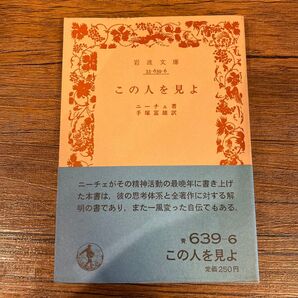 岩波文庫
33-639-6
この人を見よ
ニーチェ著
手塚富雄訳
ニーチェがその精神活動の最晩年に書き上げ
た本書は、彼の思考体系と全著作に対する解
明の書であり、また一風変った自伝でもある。
青 639-6
この人を見よ
定価250円